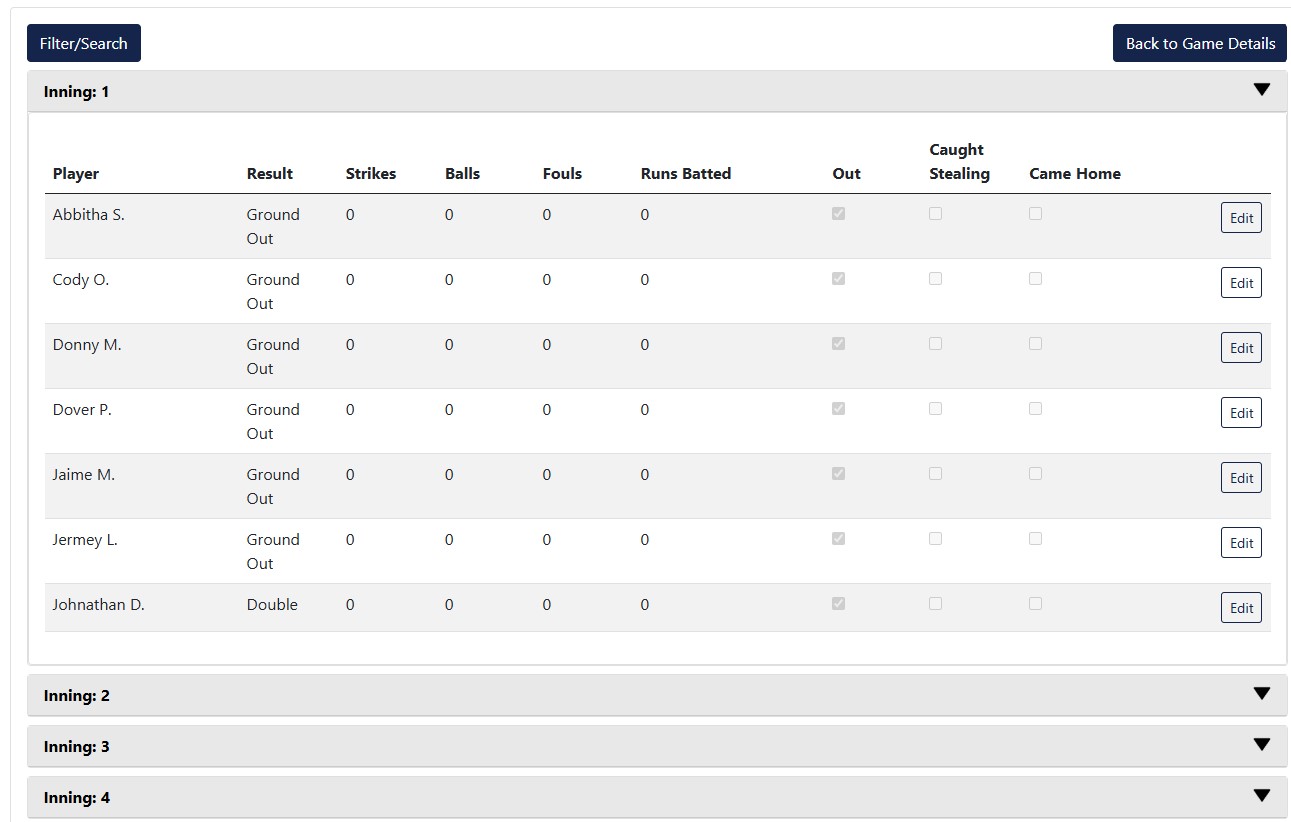 Filter/Search
Back to Game Details
Inning: 1
Player Result Strikes Balls Fouls Runs Batted Out Caught Stealing Came Home
Abbitha S. Ground Out 0 0 0 0 Edit
Cody O. Ground Out 0 0 0 0 Edit
Donny M. Ground Out 0 0 0 0 Edit
Dover P. Ground Out 0 0 0 0 Edit
Jaime M. Ground Out 0 0 0 0 Edit
Jermey L. Ground Out 0 0 0 0 Edit
Johnathan D. Double 0 0 0 0 Edit
Inning: 2
Inning: 3
Inning: 4